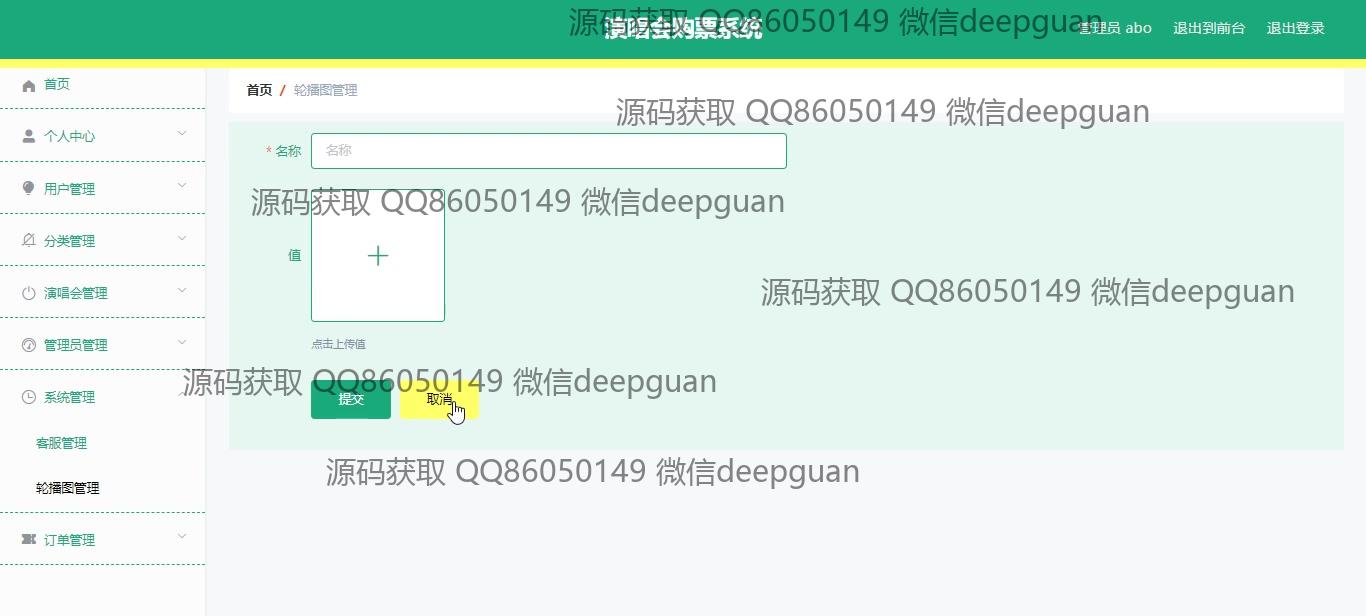 演唱会购票系统
源码获取 QQ86050149 微信deepguan
管理员 abo 退出到前台 退出登录
首页
个人中心
用户管理
分类管理
演唱会管理
管理员管理
系统管理
客服管理
轮播图管理
订单管理
首页 / 轮播图管理
源码获取 QQ86050149 微信deepguan
* 名称 名称
源码获取 QQ86050149 微信deepguan
值
源码获取 QQ86050149 微信deepguan
点击上传值
源码获取 QQ86050149 微信deepguan
提交 取消
源码获取 QQ86050149 微信deepguan